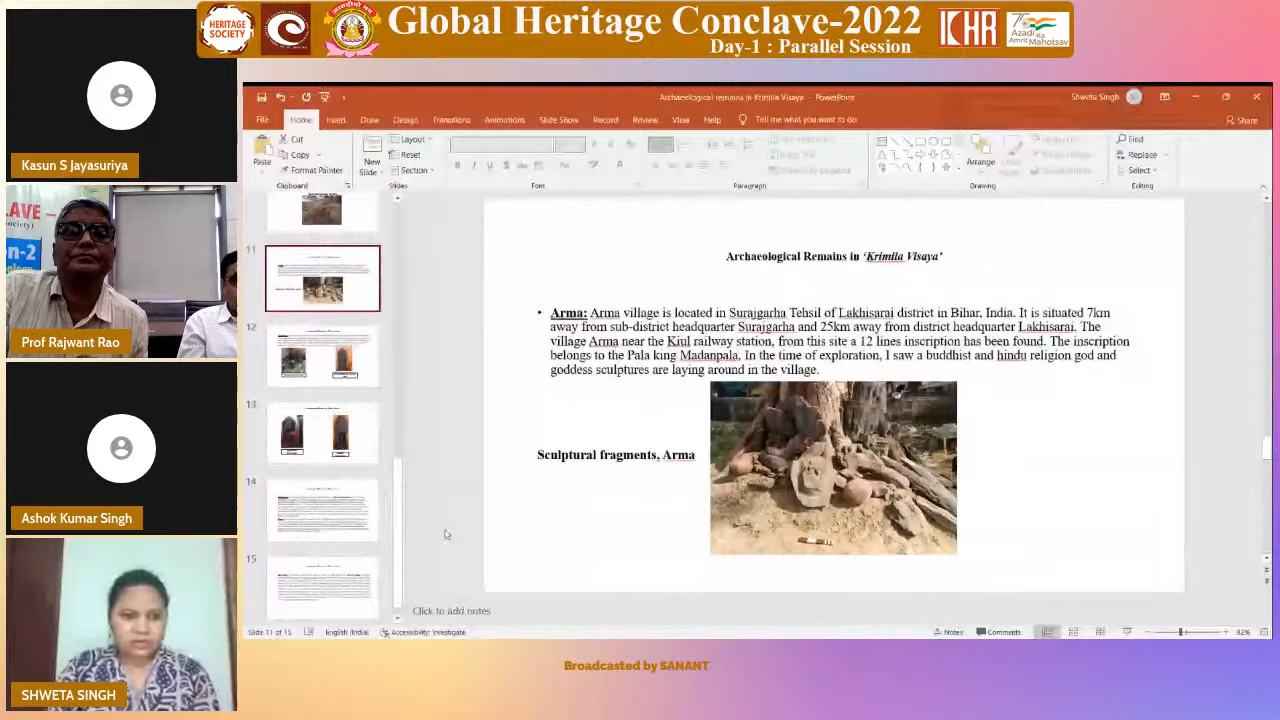 HERITAGE
SOCIETY
Global Heritage Conclave-2022
Day-1 : Parallel Session
ICHR
75
Azadi Ka
Amrit Mahotsav
Kasun S Jayasuriya
Prof Rajwant Rao
Ashok Kumar Singh
SHWETA SINGH
Archaeological remains in Krimila Visaya - PowerPoint
Shweta Singh
File Home Insert Draw Design Transitions Animations Slide Show Record Review View Help Tell me what you want to do
Share
Paste
Cut
Copy
Format Painter
Clipboard
New
Slide
Layout
Reset
Section
Slides
Font
Paragraph
Arrange
Drawing
Find
Replace
Select
Editing
11
12
13
14
15
Archaeological Remains in ‘Krimila Visaya’
• Arma: Arma village is located in Surajgarha Tehsil of Lakhisarai district in Bihar, India. It is situated 7km
away from sub-district headquarter Surajgarha and 25km away from district headquarter Lakhisarai. The
village Arma near the Kiul railway station, from this site a 12 lines inscription has been found. The inscription
belongs to the Pala king Madanpala. In the time of exploration, I saw a buddhist and hindu religion god and
goddess sculptures are laying around in the village.
Sculptural fragments, Arma
Click to add notes
Slide 11 of 15 English (India) Accessibility: Investigate Notes Comments 82%
Broadcasted by SANANT